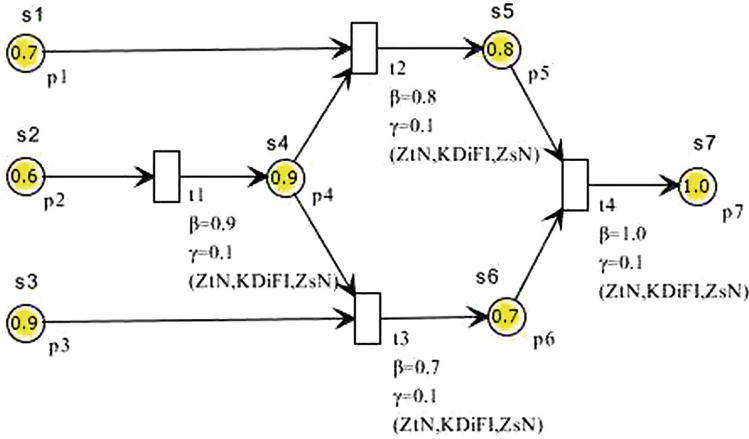 s1
0.7
p1
s2
0.6
p2
s3
0.9
p3
t1
β=0.9
γ=0.1
(ZtN,KDiFI,ZsN)
s4
0.9
p4
t2
β=0.8
γ=0.1
(ZtN,KDiFI,ZsN)
t3
β=0.7
γ=0.1
(ZtN,KDiFI,ZsN)
s5
0.8
p5
s6
0.7
p6
t4
β=1.0
γ=0.1
(ZtN,KDiFI,ZsN)
s7
1.0
p7